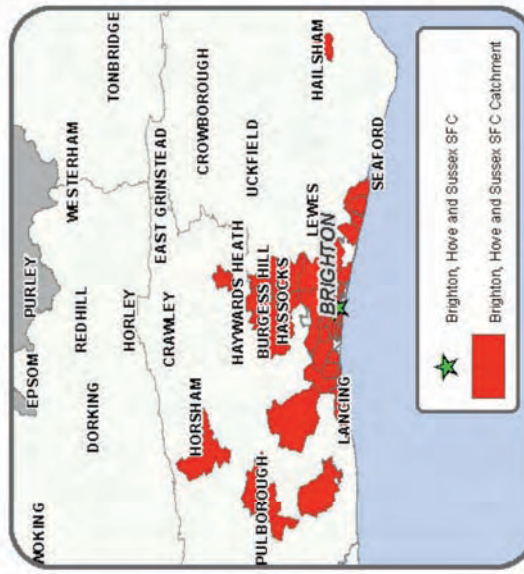 WOKING
EPSOM
PURLEY
DORKING
REDHILL
WESTERHAM
HORLEY
TONBRIDGE
CRAWLEY
EAST GRINSTEAD
HORSHAM
CROWBOROUGH
HAYWARDS HEATH
UCKFIELD
BURGESS HILL
PULBOROUGH
HASSOCKS
LEWES
HAILSHAM
BRIGHTON
LANCING
SEAFORD
Brighton, Hove and Sussex SFC
Brighton, Hove and Sussex SFC Catchment